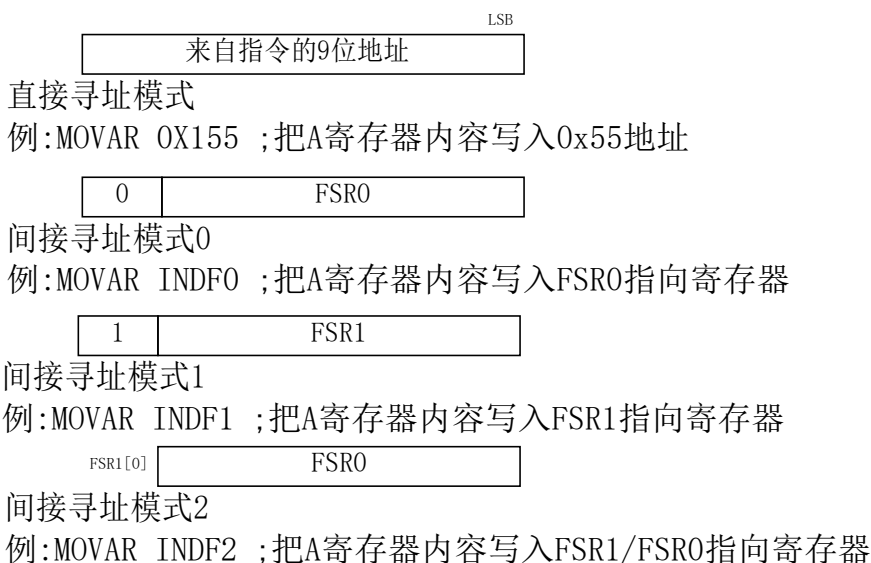 LSB
来自指令的9位地址
直接寻址模式
例:MOVAR 0X155 ;把A寄存器内容写入0x55地址
0 FSR0
间接寻址模式0
例:MOVAR INDF0 ;把A寄存器内容写入FSR0指向寄存器
1 FSR1
间接寻址模式1
例:MOVAR INDF1 ;把A寄存器内容写入FSR1指向寄存器
FSR1[0] FSR0
间接寻址模式2
例:MOVAR INDF2 ;把A寄存器内容写入FSR1/FSR0指向寄存器